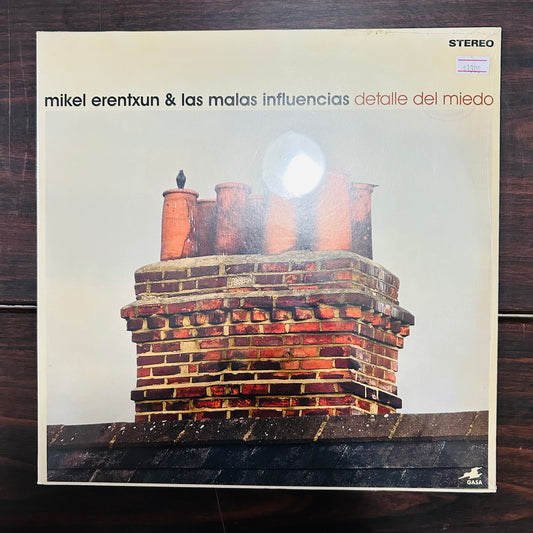 STEREO
mikel erentxun & las malas influencias detalle del miedo
GASA